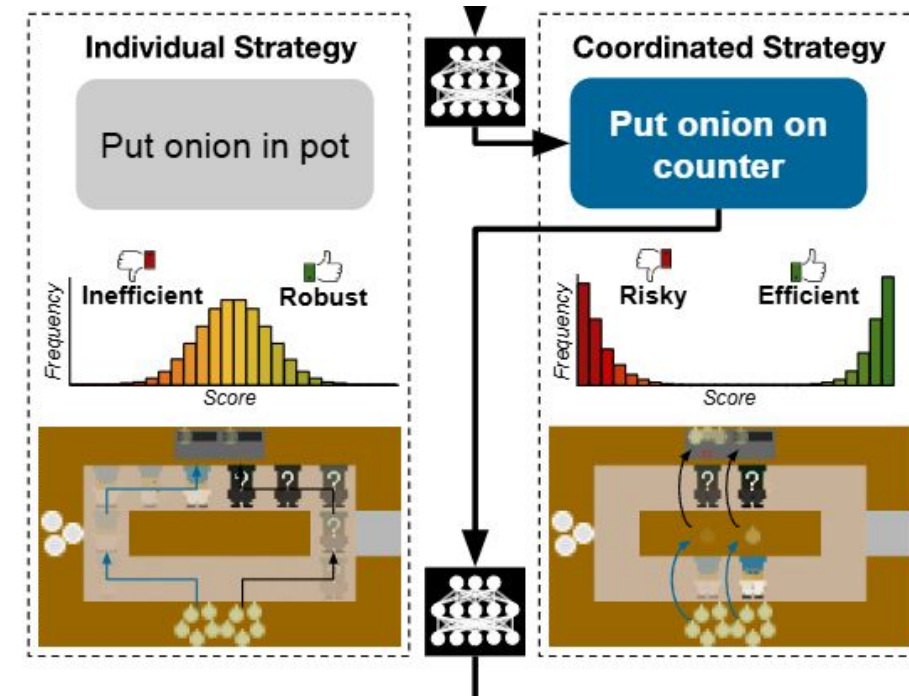 Individual Strategy
Put onion in pot
Inefficient
Robust
Frequency
Score
? ? ?
?
Coordinated Strategy
Put onion on
counter
Risky
Efficient
Frequency
Score
? ?